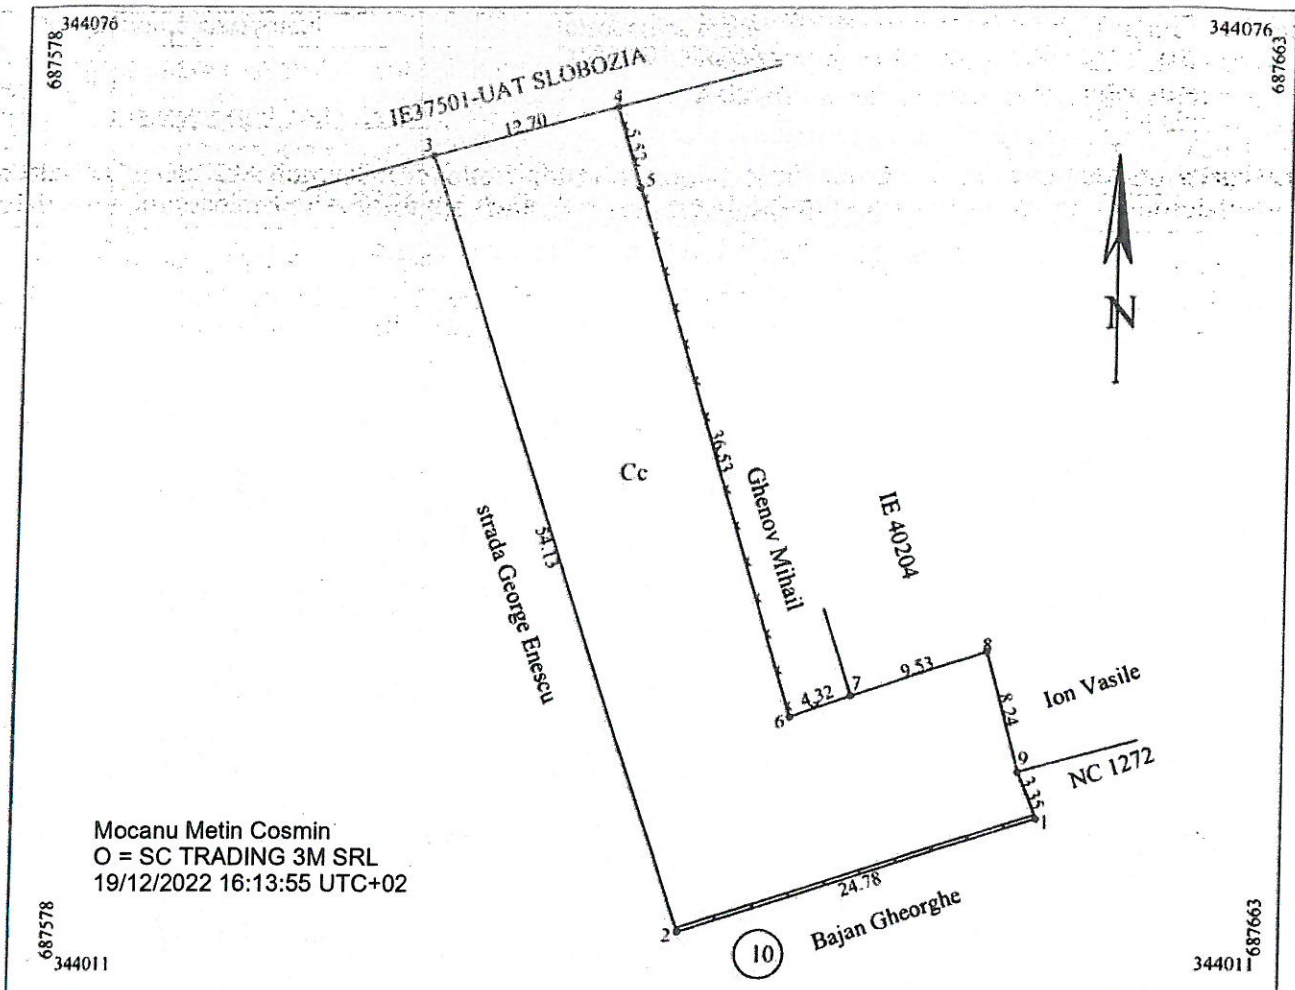 344076
687578
344076
687663
IE37501-UAT SLOBOZIA
12.70
3
4
5.52
5
36.53
Cc
Ghenov Mihail
IE 40204
N
54.13
strada George Enescu
6
4.32
7
9.53
8
8.24
Ion Vasile
9
NC 1272
3.35
1
24.78
2
10
Bajan Gheorghe
Mocanu Metin Cosmin
O = SC TRADING 3M SRL
19/12/2022 16:13:55 UTC+02
687578
344011
344011
687663